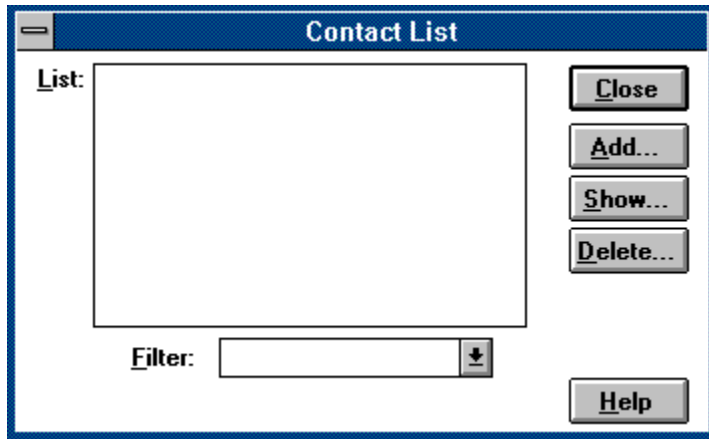 Contact List
List:
Close
Add...
Show...
Delete...
Filter:
Help